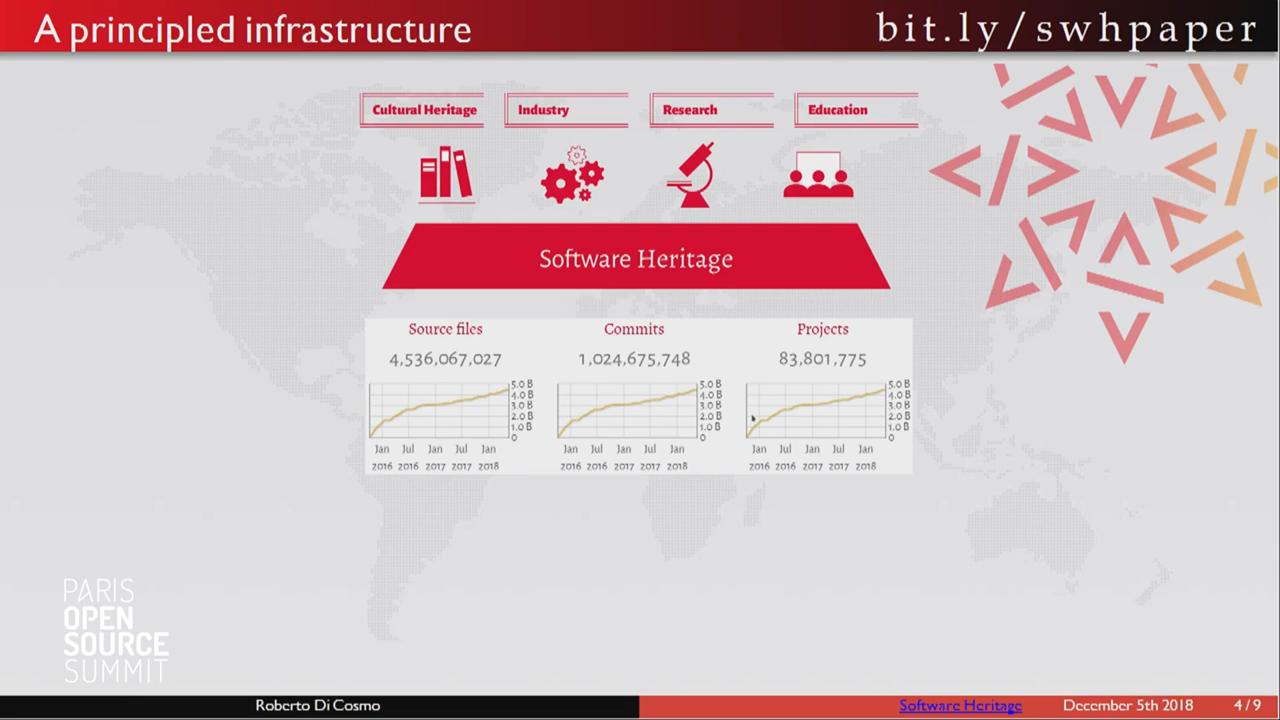 A principled infrastructure
bit.ly/swhpaper
Cultural Heritage
Industry
Research
Education
Software Heritage
Source files
Commits
Projects
4,536,067,027
1,024,675,748
83,801,775
5.0 B
4.0 B
3.0 B
2.0 B
1.0 B
0
Jan Jul Jan Jul Jan
2016 2016 2017 2017 2018
5.0 B
4.0 B
3.0 B
2.0 B
1.0 B
0
Jan Jul Jan Jul Jan
2016 2016 2017 2017 2018
5.0 B
4.0 B
3.0 B
2.0 B
1.0 B
0
Jan Jul Jan Jul Jan
2016 2016 2017 2017 2018
PARIS
OPEN
SOURCE
SUMMIT
Roberto Di Cosmo
Software Heritage
December 5th 2018
4/9